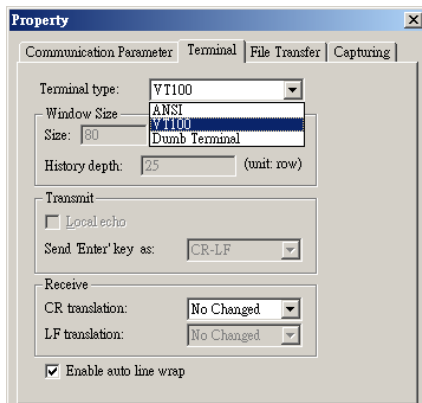 Property
Communication Parameter Terminal File Transfer Capturing
Terminal type: VT100
ANSI
VT100
Dumb Terminal
Window Size
Size: 80
History depth: 25 (unit: row)
Transmit
Local echo
Send 'Enter' key as: CR-LF
Receive
CR translation: No Changed
LF translation: No Changed
Enable auto line wrap